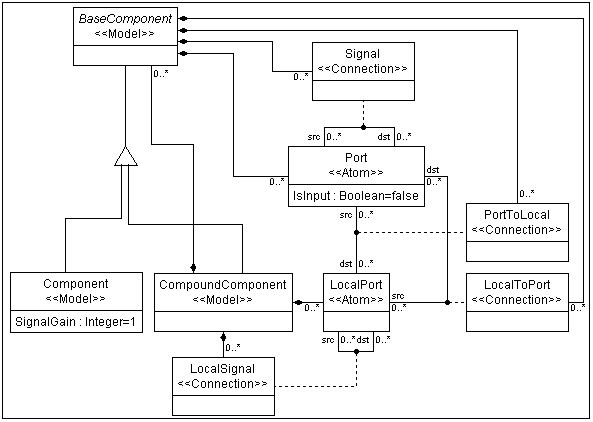 BaseComponent
<<Model>>
0..*
Signal
<<Connection>>
0..*
src 0..* dst 0..*
Port
<<Atom>>
IsInput : Boolean=false
0..*
dst
0..*
src 0..*
0..*
PortToLocal
<<Connection>>
Component
<<Model>>
SignalGain : Integer=1
CompoundComponent
<<Model>>
dst 0..*
LocalPort
<<Atom>>
0..*
src
0..*
LocalToPort
<<Connection>>
0..*
src 0..* dst 0..*
0..*
LocalSignal
<<Connection>>